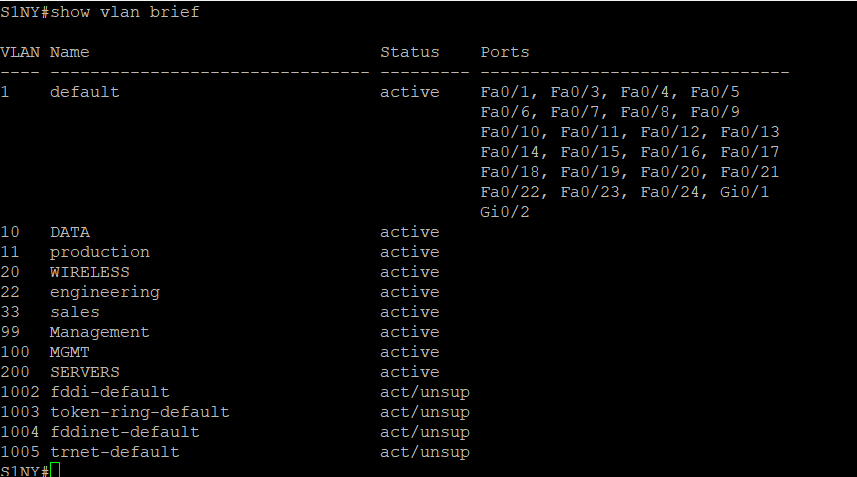 S1NY#show vlan brief
VLAN Name                             Status    Ports
---- -------------------------------- --------- -------------------------------
1    default                          active    Fa0/1, Fa0/3, Fa0/4, Fa0/5
                                                Fa0/6, Fa0/7, Fa0/8, Fa0/9
                                                Fa0/10, Fa0/11, Fa0/12, Fa0/13
                                                Fa0/14, Fa0/15, Fa0/16, Fa0/17
                                                Fa0/18, Fa0/19, Fa0/20, Fa0/21
                                                Fa0/22, Fa0/23, Fa0/24, Gi0/1
                                                Gi0/2
10   DATA                             active
11   production                       active
20   WIRELESS                         active
22   engineering                      active
33   sales                            active
99   Management                       active
100  MGMT                             active
200  SERVERS                          active
1002 fddi-default                     act/unsup
1003 token-ring-default               act/unsup
1004 fddinet-default                  act/unsup
1005 trnet-default                    act/unsup
S1NY#